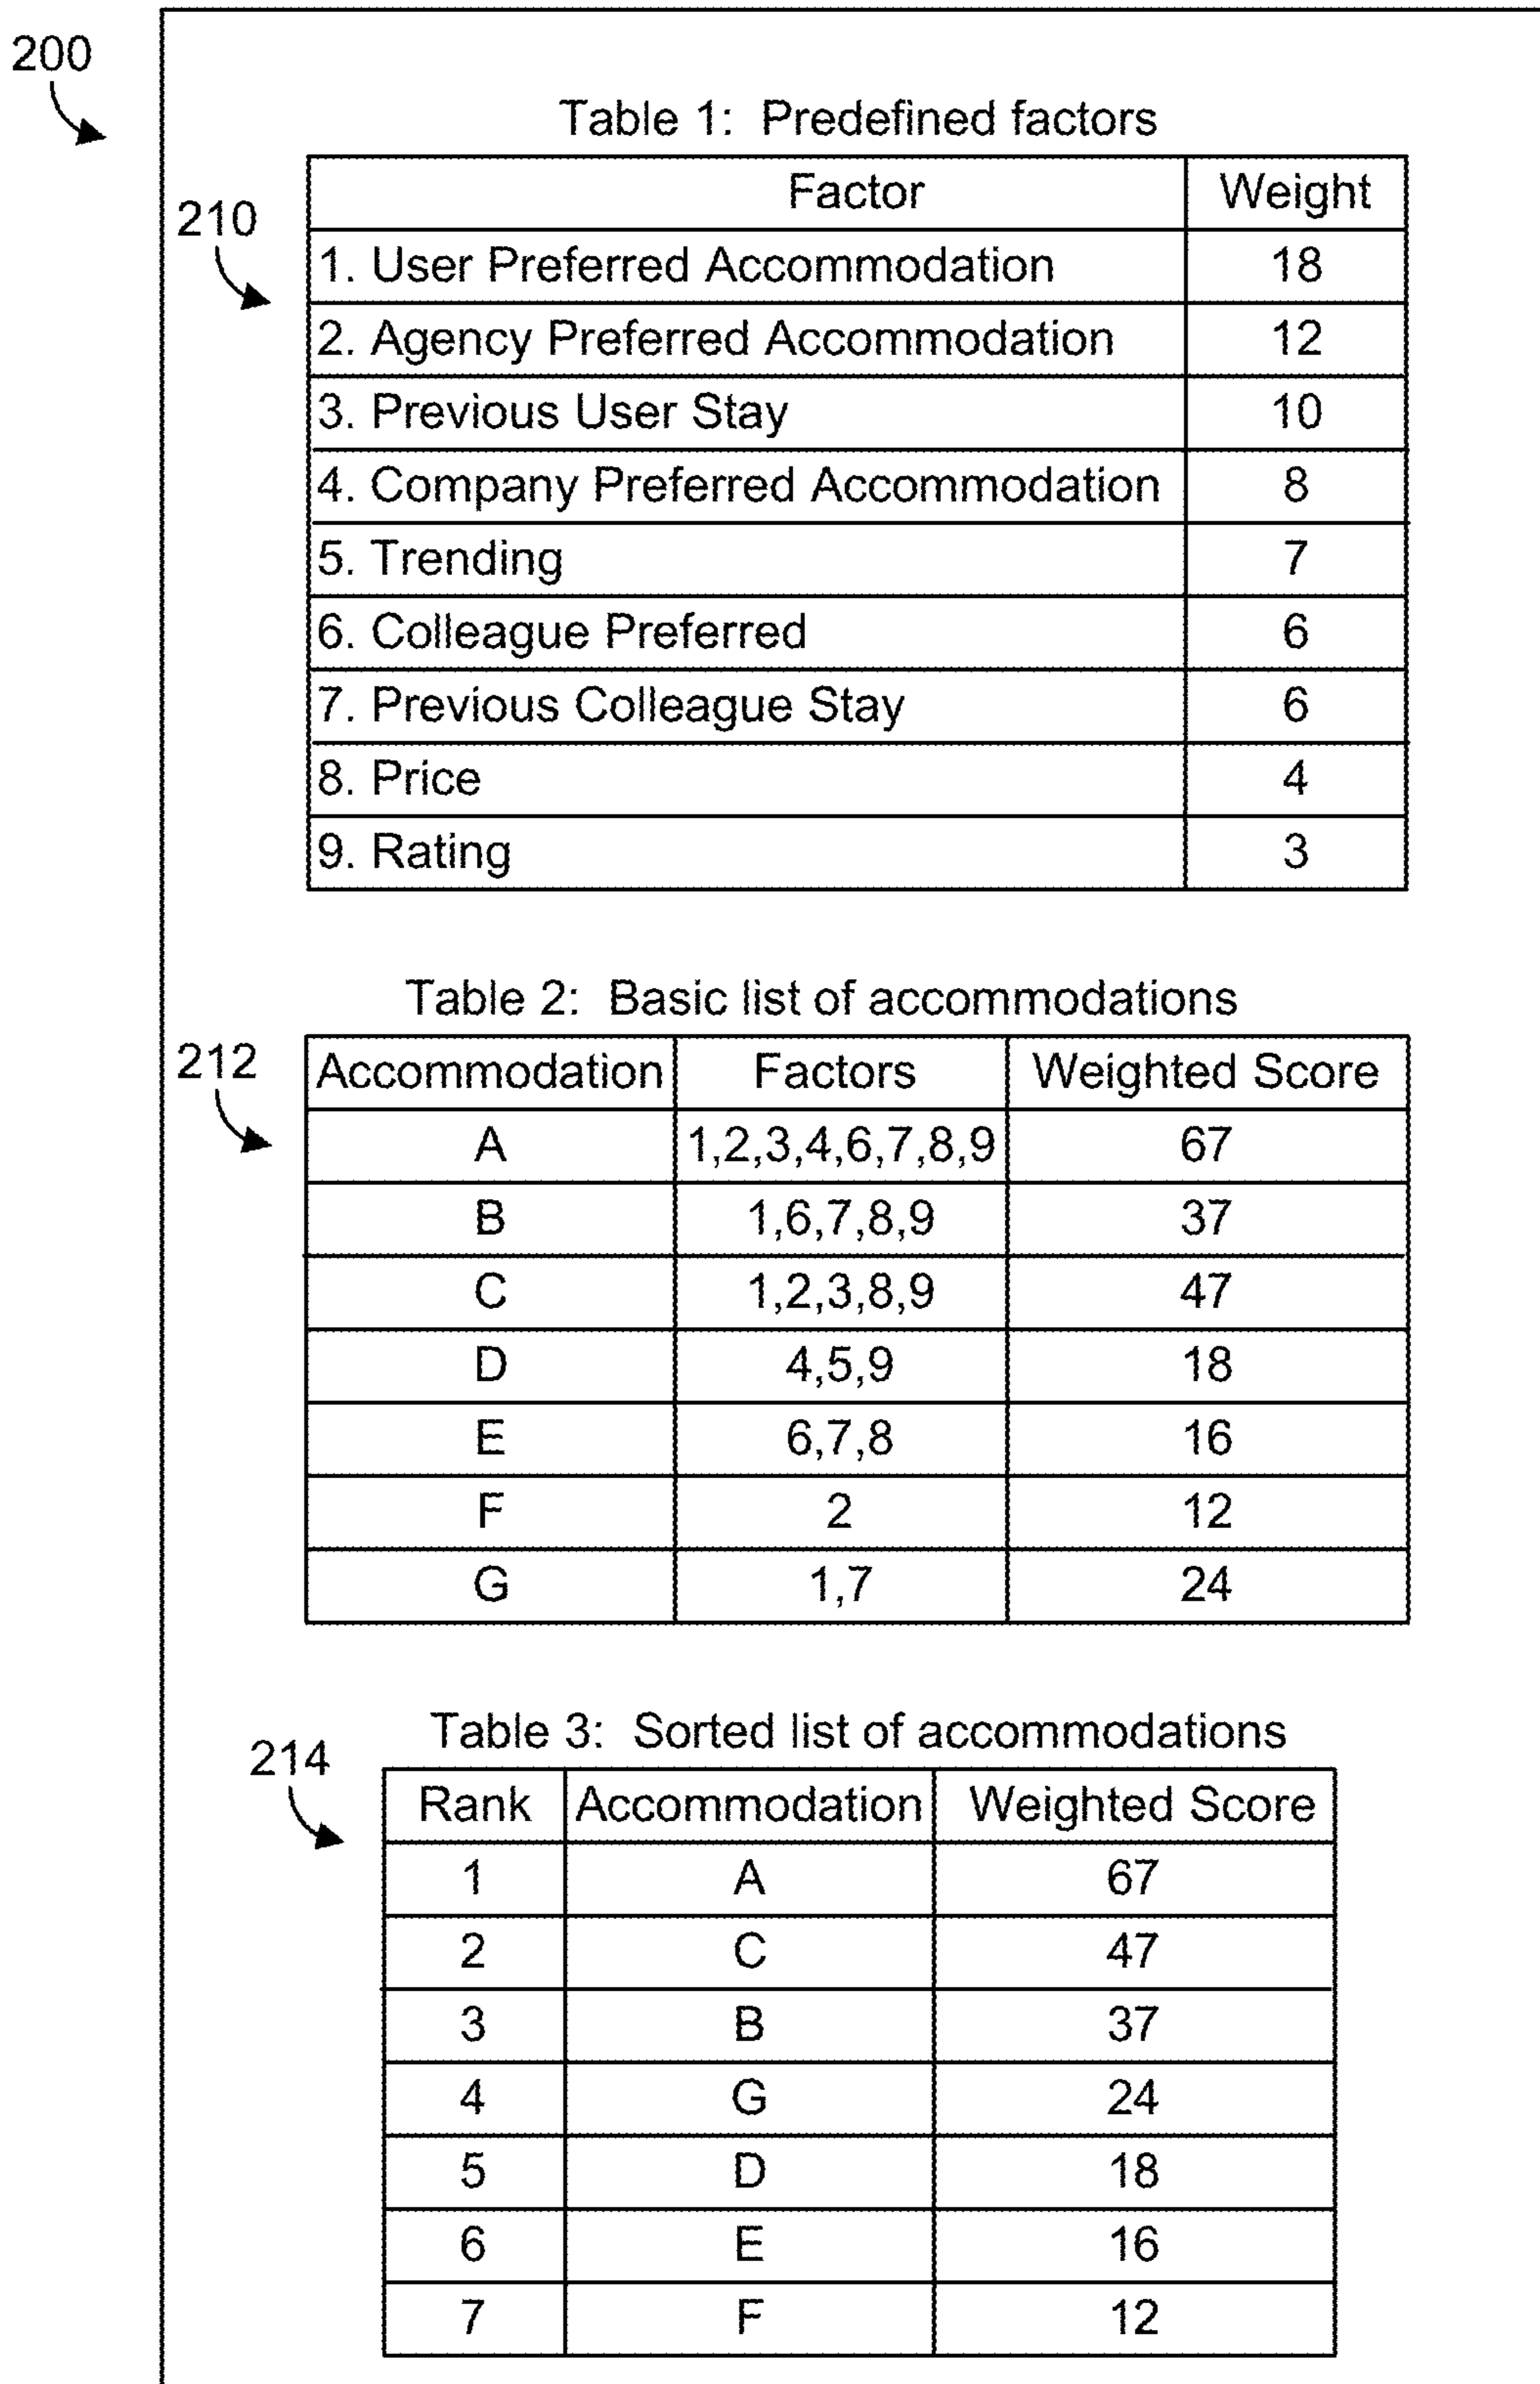 200
Table 1: Predefined factors
210
Factor Weight
1. User Preferred Accommodation 18
2. Agency Preferred Accommodation 12
3. Previous User Stay 10
4. Company Preferred Accommodation 8
5. Trending 7
6. Colleague Preferred 6
7. Previous Colleague Stay 6
8. Price 4
9. Rating 3
Table 2: Basic list of accommodations
212
Accommodation Factors Weighted Score
A 1,2,3,4,6,7,8,9 67
B 1,6,7,8,9 37
C 1,2,3,8,9 47
D 4,5,9 18
E 6,7,8 16
F 2 12
G 1,7 24
Table 3: Sorted list of accommodations
214
Rank Accommodation Weighted Score
1 A 67
2 C 47
3 B 37
4 G 24
5 D 18
6 E 16
7 F 12